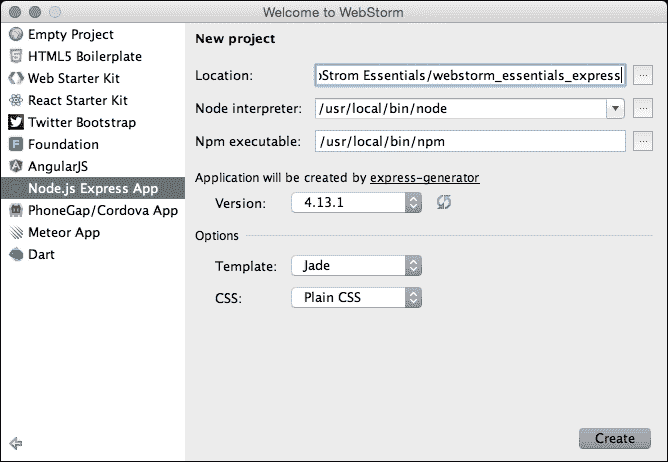 Welcome to WebStorm
Empty Project
HTML5 Boilerplate
Web Starter Kit
React Starter Kit
Twitter Bootstrap
Foundation
AngularJS
Node.js Express App
PhoneGap/Cordova App
Meteor App
Dart
New project
Location: Strom Essentials/webstorm_essentials_express
Node interpreter: /usr/local/bin/node
Npm executable: /usr/local/bin/npm
Application will be created by express-generator
Version: 4.13.1
Options
Template: Jade
CSS: Plain CSS
Create